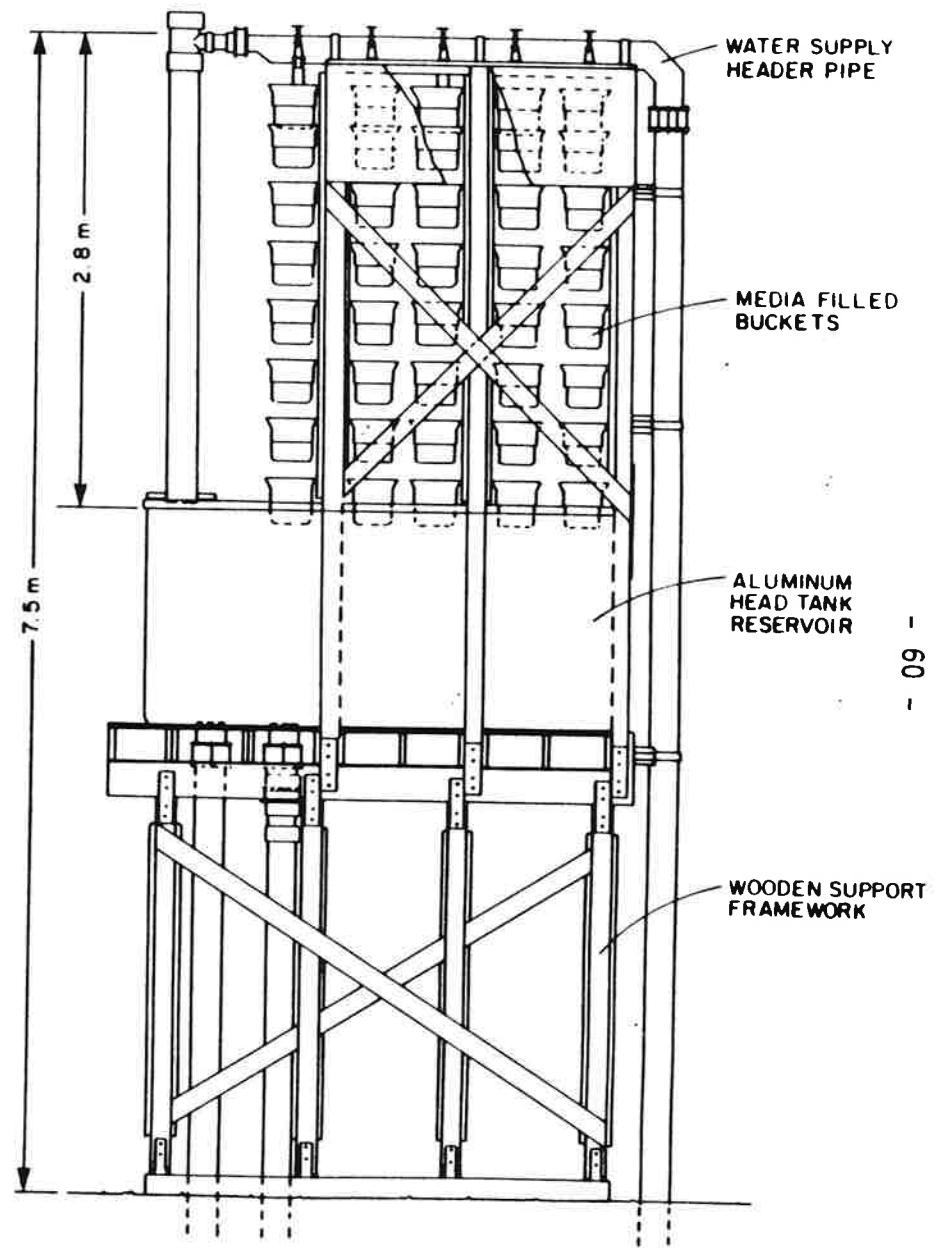 WATER SUPPLY
HEADER PIPE
2.8 m
MEDIA FILLED
BUCKETS
7.5 m
ALUMINUM
HEAD TANK
RESERVOIR
- 60 -
WOODEN SUPPORT
FRAMEWORK